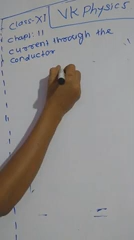 Class-XI
VK Physics
Chap: 11
current through the
conductor